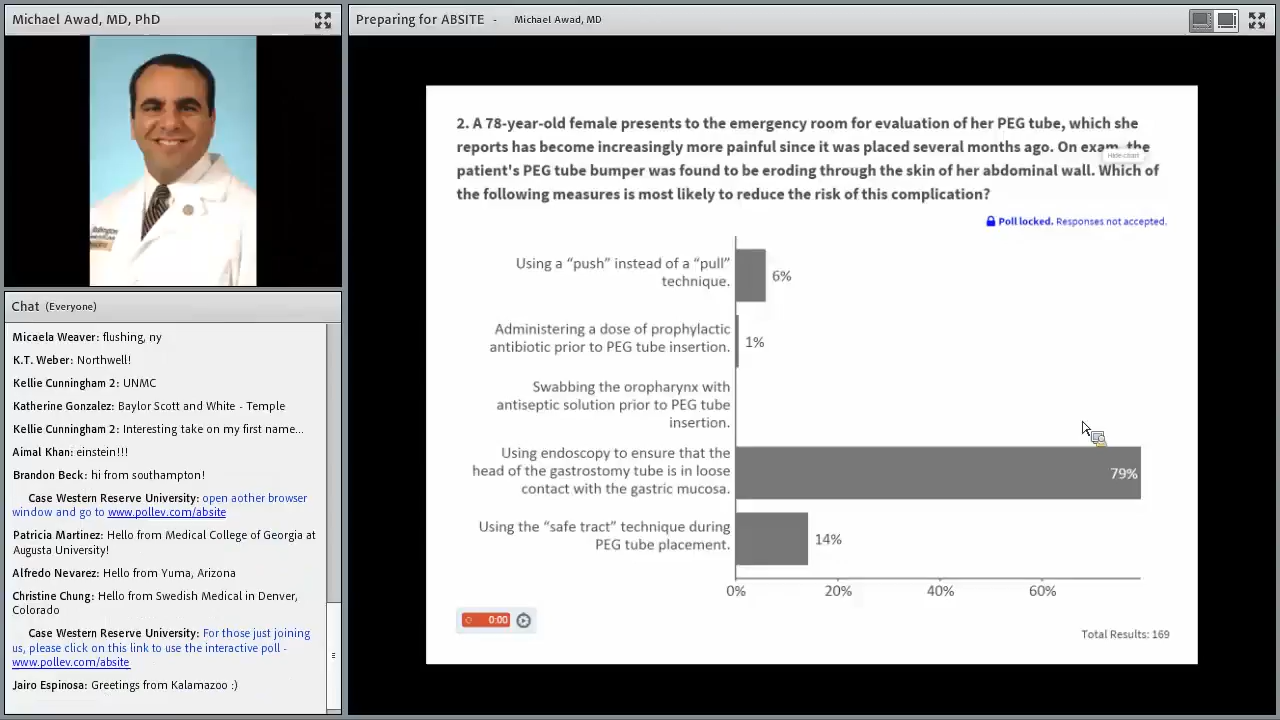 Michael Awad, MD, PhD
Chat (Everyone)
Micaela Weaver: flushing, ny
K.T. Weber: Northwell!
Kellie Cunningham 2: UNMC
Katherine Gonzalez: Baylor Scott and White - Temple
Kellie Cunningham 2: Interesting take on my first name...
Aimal Khan: einstein!!!
Brandon Beck: hi from southampton!
Case Western Reserve University: open aother browser
window and go to www.pollev.com/absite
Patricia Martinez: Hello from Medical College of Georgia at
Augusta University!
Alfredo Nevarez: Hello from Yuma, Arizona
Christine Chung: Hello from Swedish Medical in Denver,
Colorado
Case Western Reserve University: For those just joining
us, please click on this link to use the interactive poll -
www.pollev.com/absite
Jairo Espinosa: Greetings from Kalamazoo :)
Preparing for ABSITE - Michael Awad, MD
2. A 78-year-old female presents to the emergency room for evaluation of her PEG tube, which she
reports has become increasingly more painful since it was placed several months ago. On exam, the
Hide chart
patient's PEG tube bumper was found to be eroding through the skin of her abdominal wall. Which of
the following measures is most likely to reduce the risk of this complication?
Poll locked. Responses not accepted.
Using a “push” instead of a “pull”
technique.
6%
Administering a dose of prophylactic
antibiotic prior to PEG tube insertion.
1%
Swabbing the oropharynx with
antiseptic solution prior to PEG tube
insertion.
Using endoscopy to ensure that the
head of the gastrostomy tube is in loose
contact with the gastric mucosa.
79%
Using the “safe tract” technique during
PEG tube placement.
14%
0% 20% 40% 60%
0:00
Total Results: 169